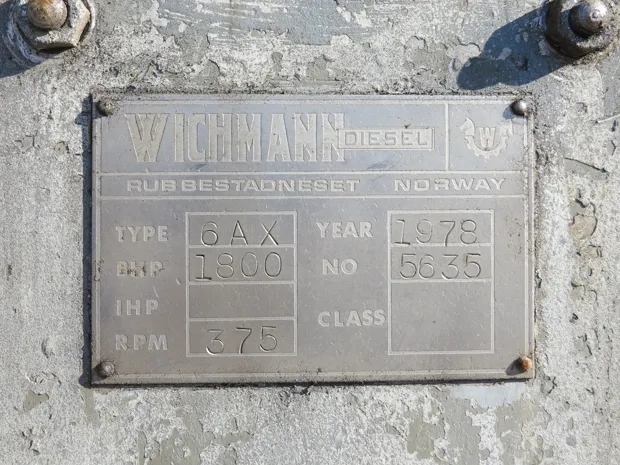 WICHMANN DIESEL W
RUBBESTADNESET NORWAY
TYPE 6AX YEAR 1978
BHP 1800 NO 5635
IHP
CLASS
RPM 375